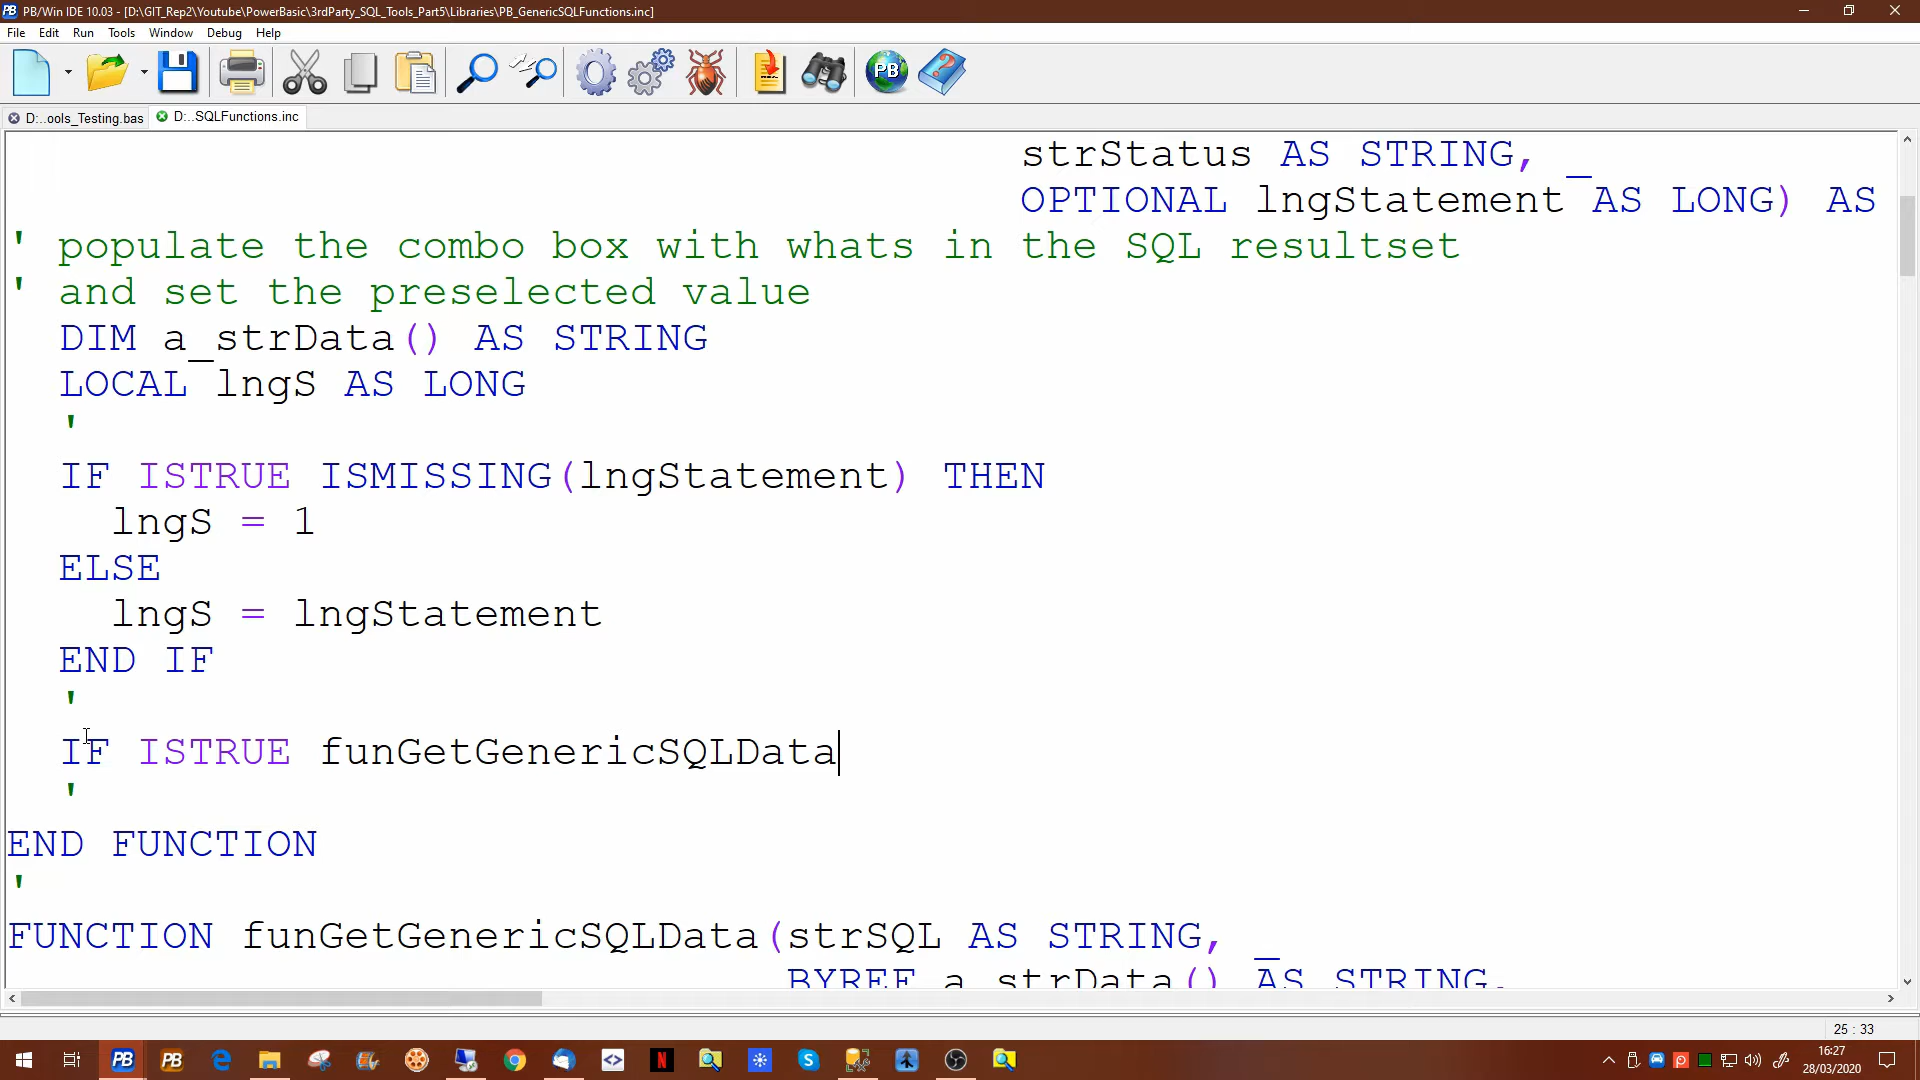 PB/Win IDE 10.03 - [D:\GIT_Rep2\Youtube\PowerBasic\3rdParty_SQL_Tools_Part5\Libraries\PB_GenericSQLFunctions.inc]
File Edit Run Tools Window Debug Help
D:..ools_Testing.bas D:..SQLFunctions.inc
strStatus AS STRING, _
OPTIONAL lngStatement AS LONG) AS
' populate the combo box with whats in the SQL resultset
' and set the preselected value
DIM a_strData() AS STRING
LOCAL lngS AS LONG
'
IF ISTRUE ISMISSING(lngStatement) THEN
lngS = 1
ELSE
lngS = lngStatement
END IF
'
IF ISTRUE funGetGenericSQLData
'
END FUNCTION
'
FUNCTION funGetGenericSQLData(strSQL AS STRING, _
BYREF a_strData() AS STRING,
25 : 33
16:27
28/03/2020